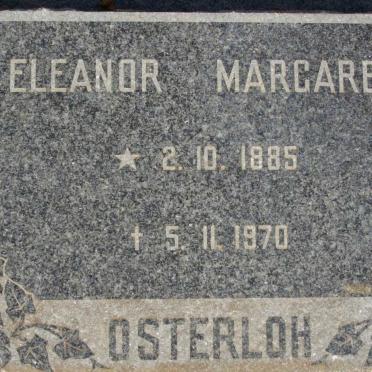 ELEANOR MARGARE
★ 2. 10. 1885
† 5. 11. 1970
OSTERLOH